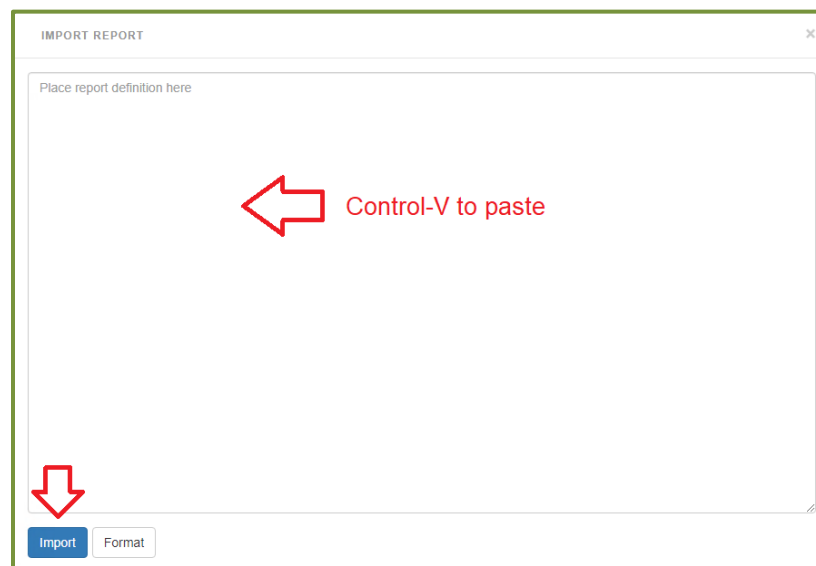 IMPORT REPORT
×
Place report definition here
Control-V to paste
Import Format